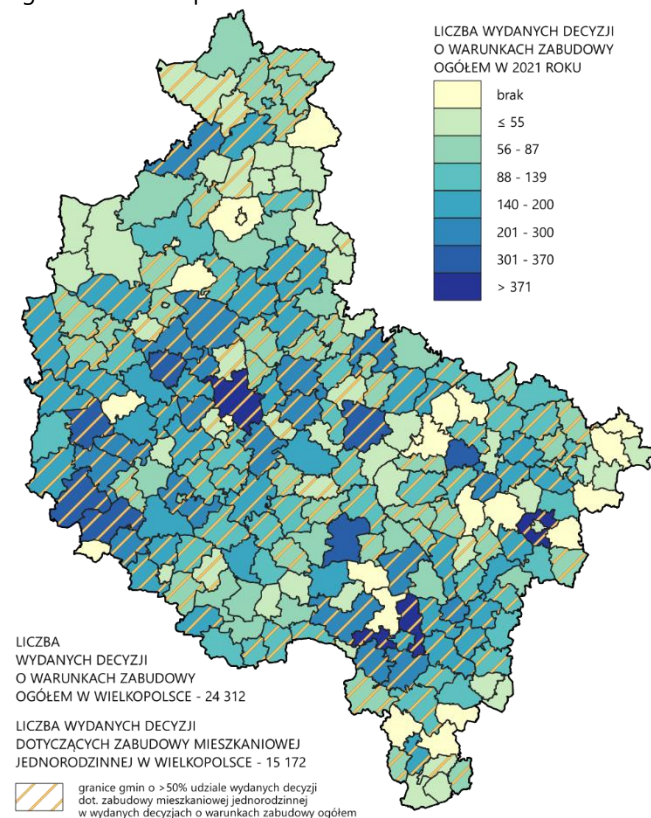 LICZBA WYDANYCH DECYZJI
O WARUNKACH ZABUDOWY
OGÓŁEM W 2021 ROKU
brak
≤ 55
56 - 87
88 - 139
140 - 200
201 - 300
301 - 370
> 371
LICZBA
WYDANYCH DECYZJI
O WARUNKACH ZABUDOWY
OGÓŁEM W WIELKOPOLSCE - 24 312
LICZBA WYDANYCH DECYZJI
DOTYCZĄCYCH ZABUDOWY MIESZKANIOWEJ
JEDNORODZINNEJ W WIELKOPOLSCE - 15 172
granice gmin o >50% udziale wydanych decyzji
dot. zabudowy mieszkaniowej jednorodzinnej
w wydanych decyzjach o warunkach zabudowy ogółem